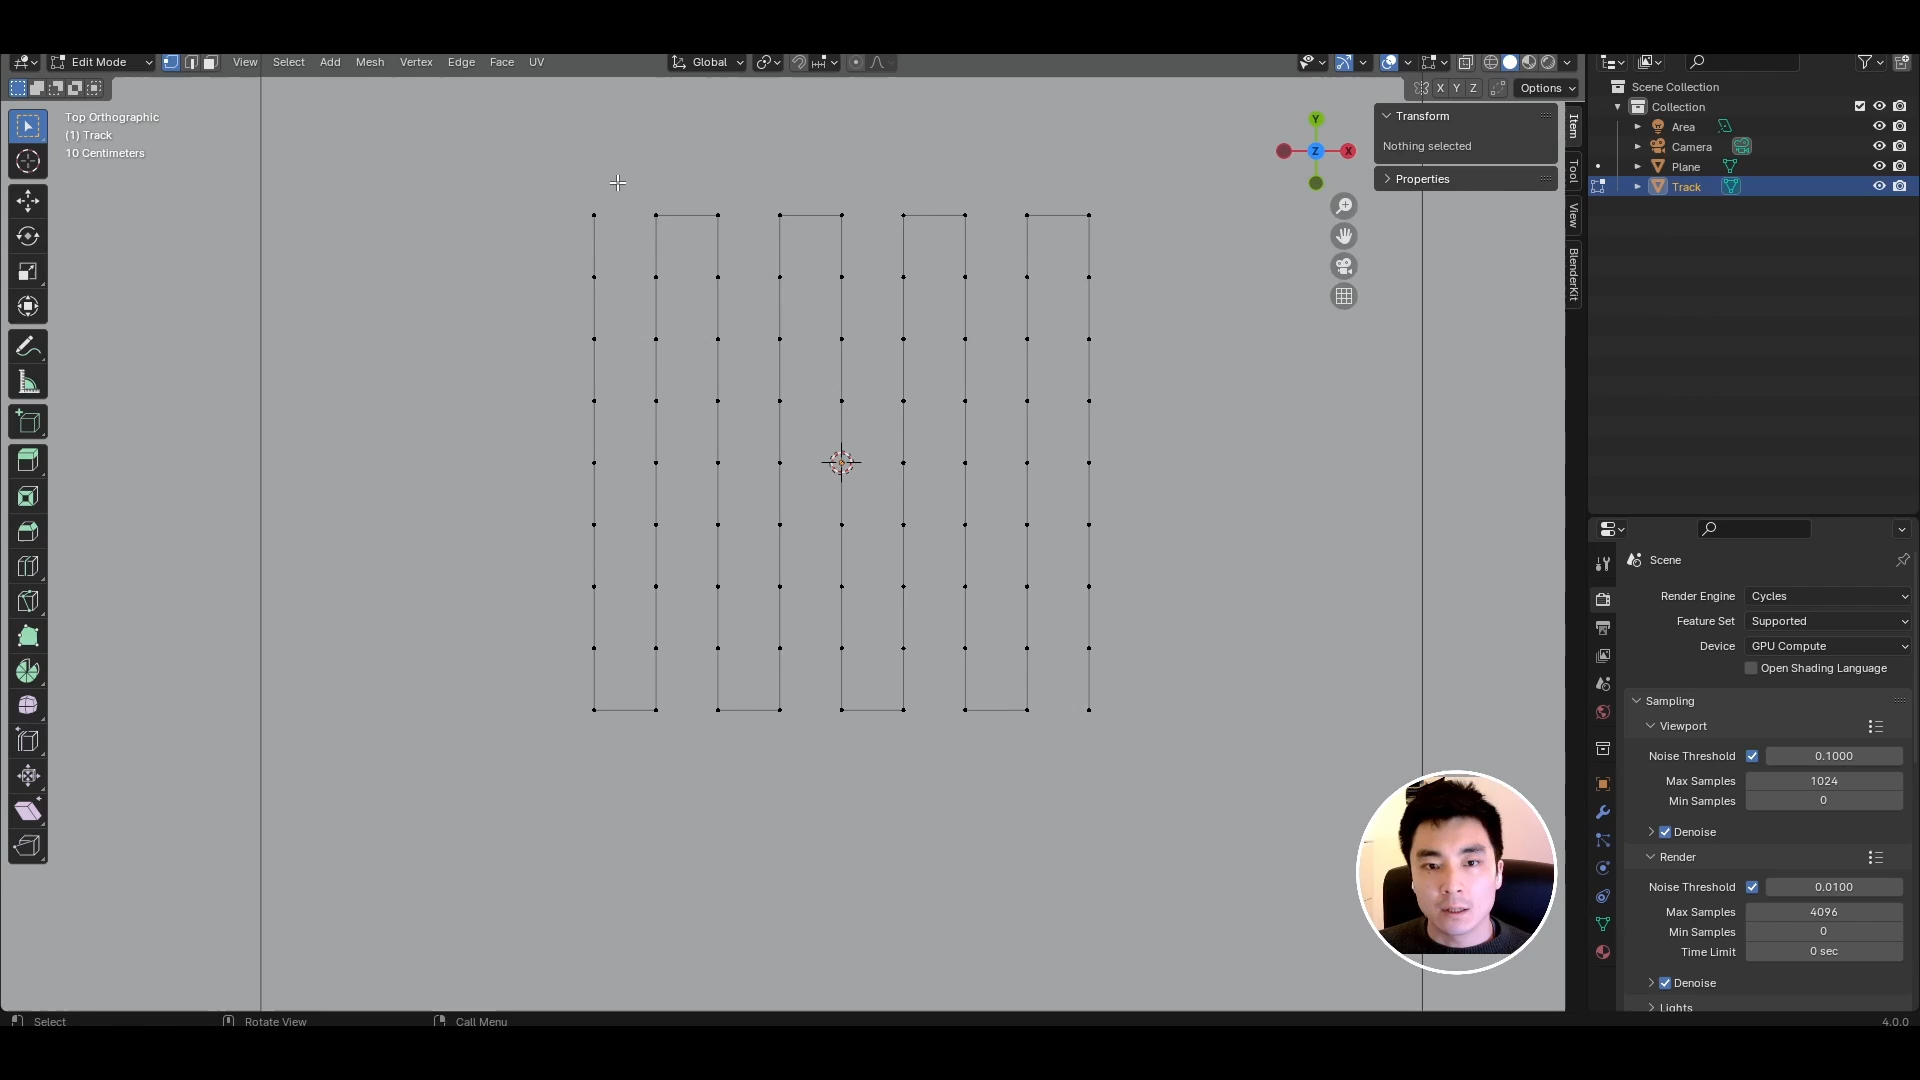 Edit Mode
View
Select
Add
Mesh
Vertex
Edge
Face
UV
Global
X
Y
Z
Options
Top Orthographic
(1) Track
10 Centimeters
Y
Z
X
Transform
Nothing selected
Properties
Item
Tool
View
BlenderKit
Scene Collection
Collection
Area
Camera
Plane
Track
Scene
Render Engine
Cycles
Feature Set
Supported
Device
GPU Compute
Open Shading Language
Sampling
Viewport
Noise Threshold
0.1000
Max Samples
1024
Min Samples
0
Denoise
Render
Noise Threshold
0.0100
Max Samples
4096
Min Samples
0
Time Limit
0 sec
Denoise
Lights
Select
Rotate View
Call Menu
4.0.0